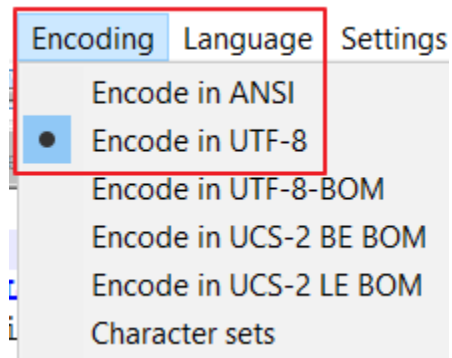 Encoding Language Settings
Encode in ANSI
Encode in UTF-8
Encode in UTF-8-BOM
Encode in UCS-2 BE BOM
Encode in UCS-2 LE BOM
Character sets